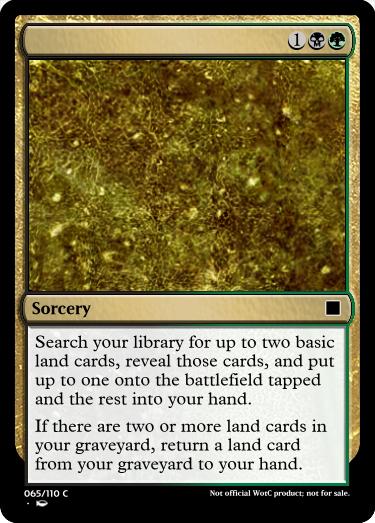 1
Sorcery
Search your library for up to two basic
land cards, reveal those cards, and put
up to one onto the battlefield tapped
and the rest into your hand.
If there are two or more land cards in
your graveyard, return a land card
from your graveyard to your hand.
065/110 C
Not official WotC product; not for sale.